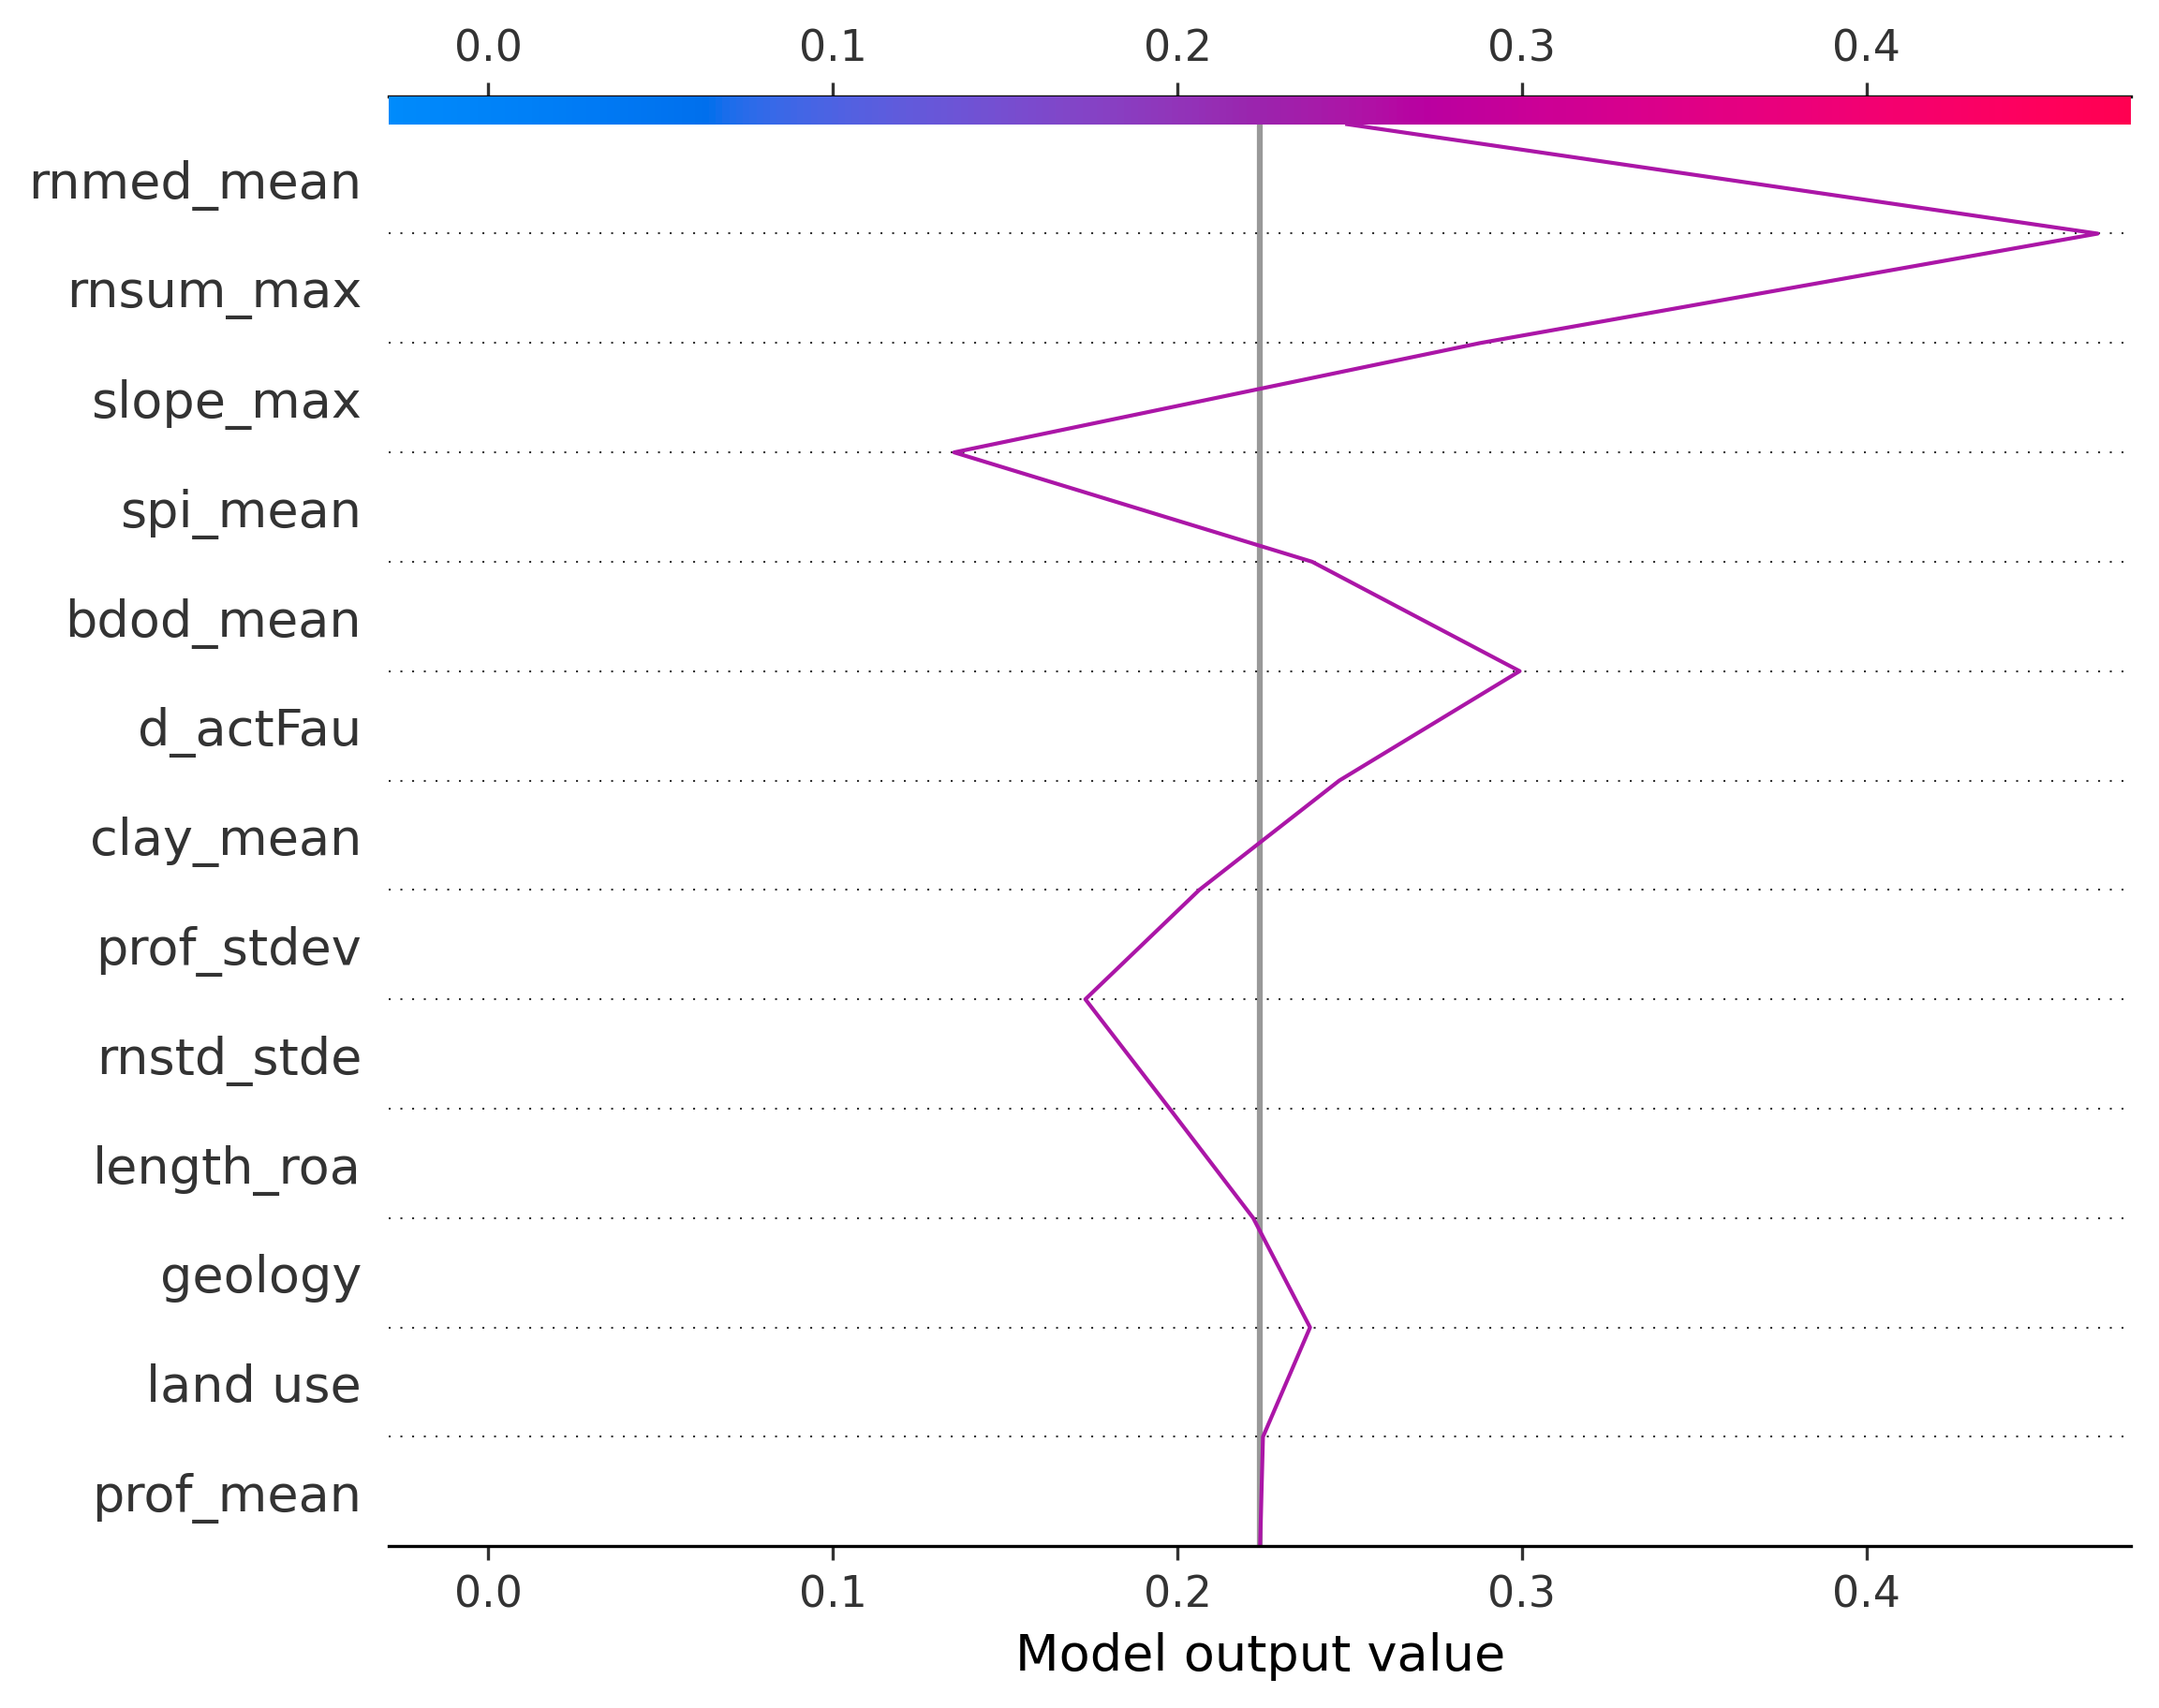 0.0 0.1 0.2 0.3 0.4
rnmed_mean
rnsum_max
slope_max
spi_mean
bdod_mean
d_actFau
clay_mean
prof_stdev
rnstd_stde
length_roa
geology
land use
prof_mean
0.0 0.1 0.2 0.3 0.4
Model output value